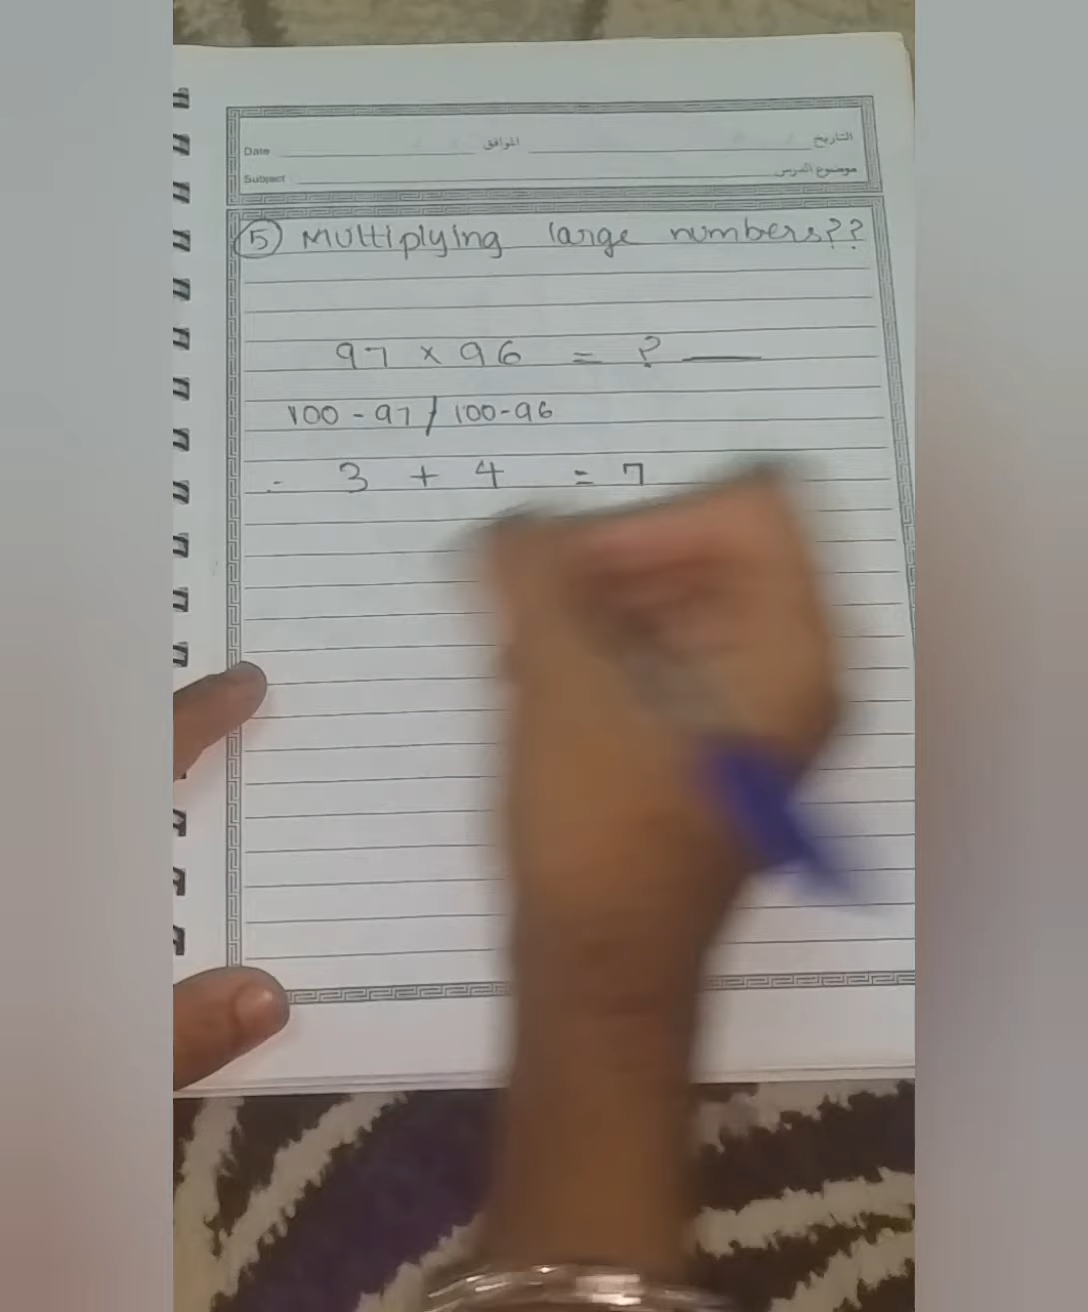 Date الموافق التاريخ
Subject موضوع الدرس
5 Multiplying large numbers??
97 × 96 = ? —
100 - 97 / 100-96
= 3 + 4 = 7